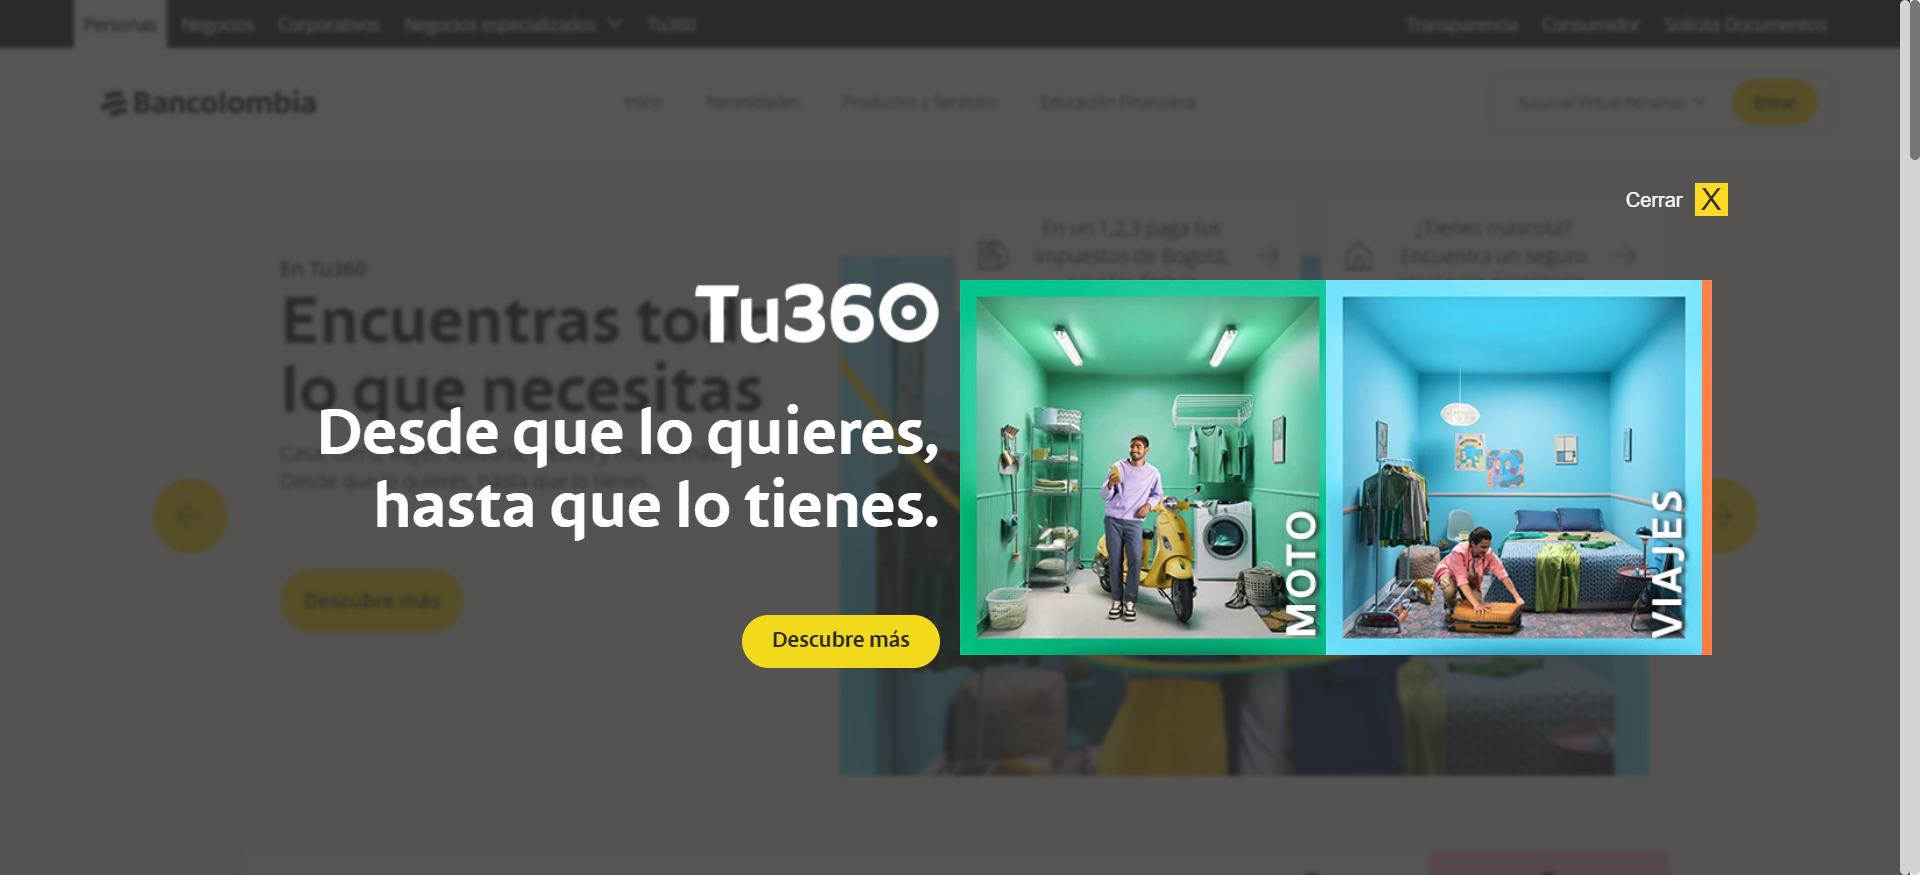 Personas Negocios Corporativos Negocios especializados Tu360 Transparencia Consumidor Solicita Documentos
Bancolombia Inicio Necesidades Productos y Servicios Educación Financiera Sucursal Virtual Personas Entrar
Cerrar X
En un 1,2,3 paga tus
impuestos de Bogotá,
¿Tienes mascota?
Encuentra un seguro
En Tu360
Encuentras todo
lo que necesitas
Tu360
Desde que lo quieres,
hasta que lo tienes.
Desde que lo quieres, hasta que lo tienes.
Descubre más
Descubre más
MOTO
VIAJES